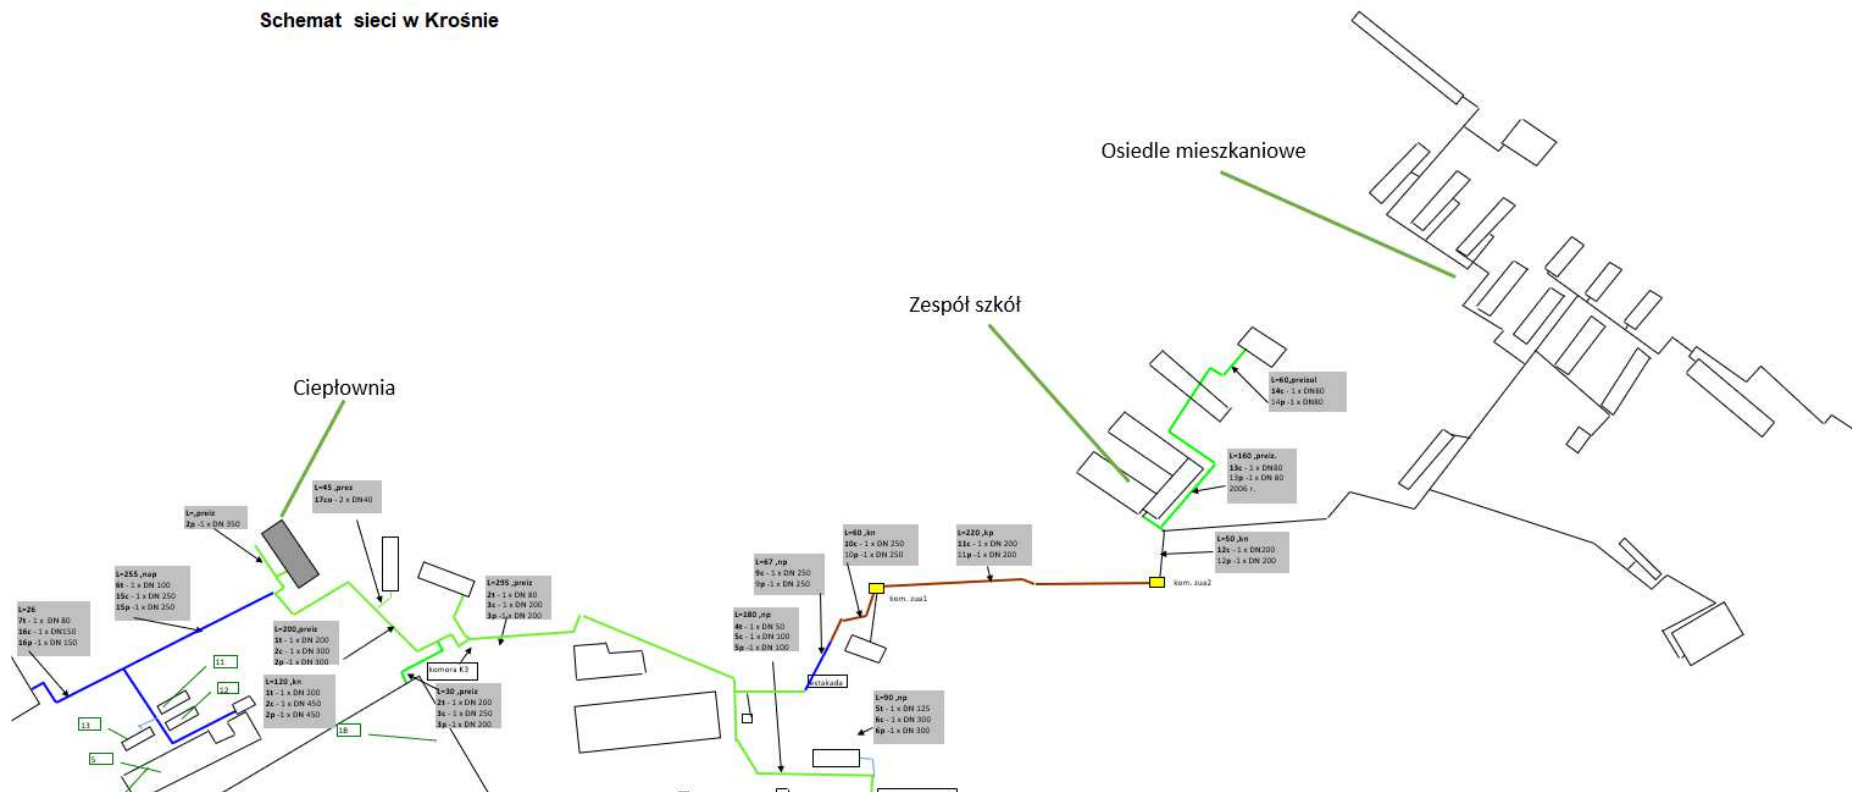 Schemat sieci w Krośnie
Osiedle mieszkaniowe
Zespół szkół
Ciepłownia
L=60,preizol
14c - 1 x DN80
14p -1 x DN80
L=160 ,preiz.
13c - 1 x DN80
13p -1 x DN 80
2006 r.
L=45 ,prez
17co - 2 x DN40
L=,preiz
2p -1 x DN 350
L=60 ,kn
10c - 1 x DN 250
10p -1 x DN 250
L=220 ,kp
11c - 1 x DN 200
11p -1 x DN 200
L=50 ,kn
12c - 1 x DN200
12p -1 x DN 200
L=67 ,np
9c - 1 x DN 250
9p -1 x DN 250
L=255 ,nap
6t - 1 x DN 100
15c - 1 x DN 250
15p -1 x DN 250
L=295 ,preiz
2t - 1 x DN 80
3c - 1 x DN 200
3p -1 x DN 200
kom. zua1
kom. zua2
L=26
7t - 1 x DN 80
16c - 1 x DN150
16p -1 x DN 150
L=200,preiz
1t - 1 x DN 200
2c - 1 x DN 300
2p -1 x DN 300
L=180 ,np
4t - 1 x DN 50
5c - 1 x DN 100
5p -1 x DN 100
komora K3
11
12
13
5
18
L=120 ,kn
1t - 1 x DN 200
2c - 1 x DN 450
2p -1 x DN 450
L=30 ,preiz
2t - 1 x DN 200
3c - 1 x DN 250
3p -1 x DN 200
estakada
L=90 ,np
5t - 1 x DN 125
6c - 1 x DN 300
6p -1 x DN 300